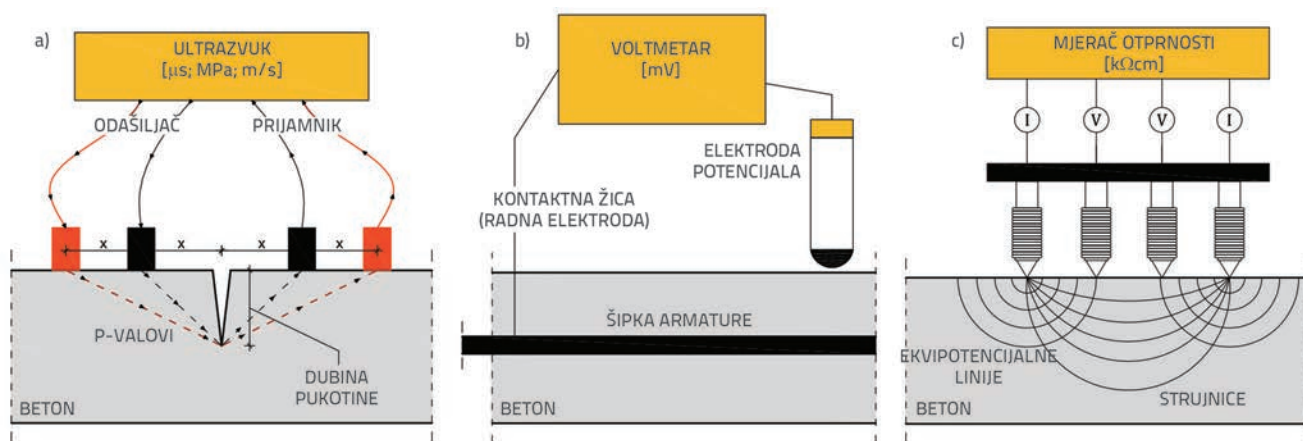 a)
ULTRAZVUK
[μs; MPa; m/s]
ODAŠILJAČ
PRIJAMNIK
x
x
x
x
P-VALOVI
DUBINA
PUKOTINE
BETON
b)
VOLTMETAR
[mV]
ELEKTRODA
POTENCIJALA
KONTAKTNA ŽICA
(RADNA ELEKTRODA)
ŠIPKA ARMATURE
BETON
c)
MJERAČ OTPRNOSTI
[kΩcm]
I
V
V
I
EKVIPOTENCIJALNE
LINIJE
STRUJNICE
BETON